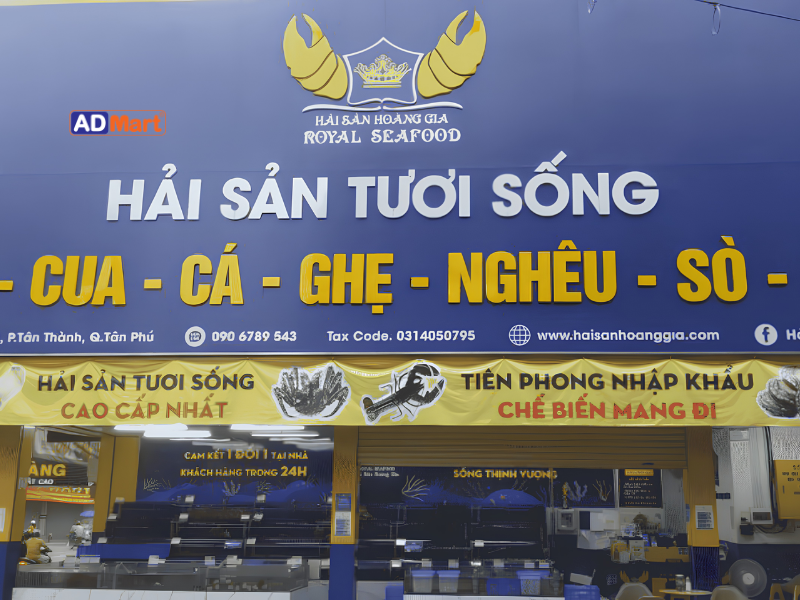 HẢI SẢN HOÀNG GIA
ROYAL SEAFOOD
AD Mart
HẢI SẢN TƯƠI SỐNG
- CUA - CÁ - GHẸ - NGHÊU - SÒ -
, P.Tân Thành, Q.Tân Phú
090 6789 543
Tax Code. 0314050795
www.haisanhoanggia.com
f
HẢI SẢN TƯƠI SỐNG
CAO CẤP NHẤT
TIÊN PHONG NHẬP KHẨU
CHẾ BIẾN MANG ĐI
CAM KẾT 1 ĐỔI 1 TẠI NHÀ
KHÁCH HÀNG TRONG 24H
SỐNG THỊNH VƯỢNG